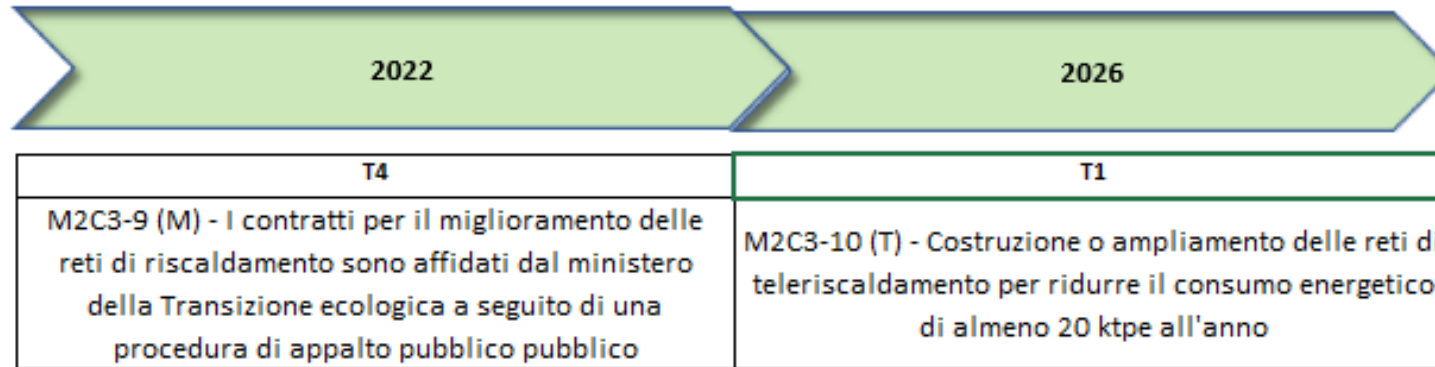 2022
2026
T4
T1
M2C3-9 (M) - I contratti per il miglioramento delle
reti di riscaldamento sono affidati dal ministero
della Transizione ecologica a seguito di una
procedura di appalto pubblico pubblico
M2C3-10 (T) - Costruzione o ampliamento delle reti di
teleriscaldamento per ridurre il consumo energetico
di almeno 20 ktpe all'anno